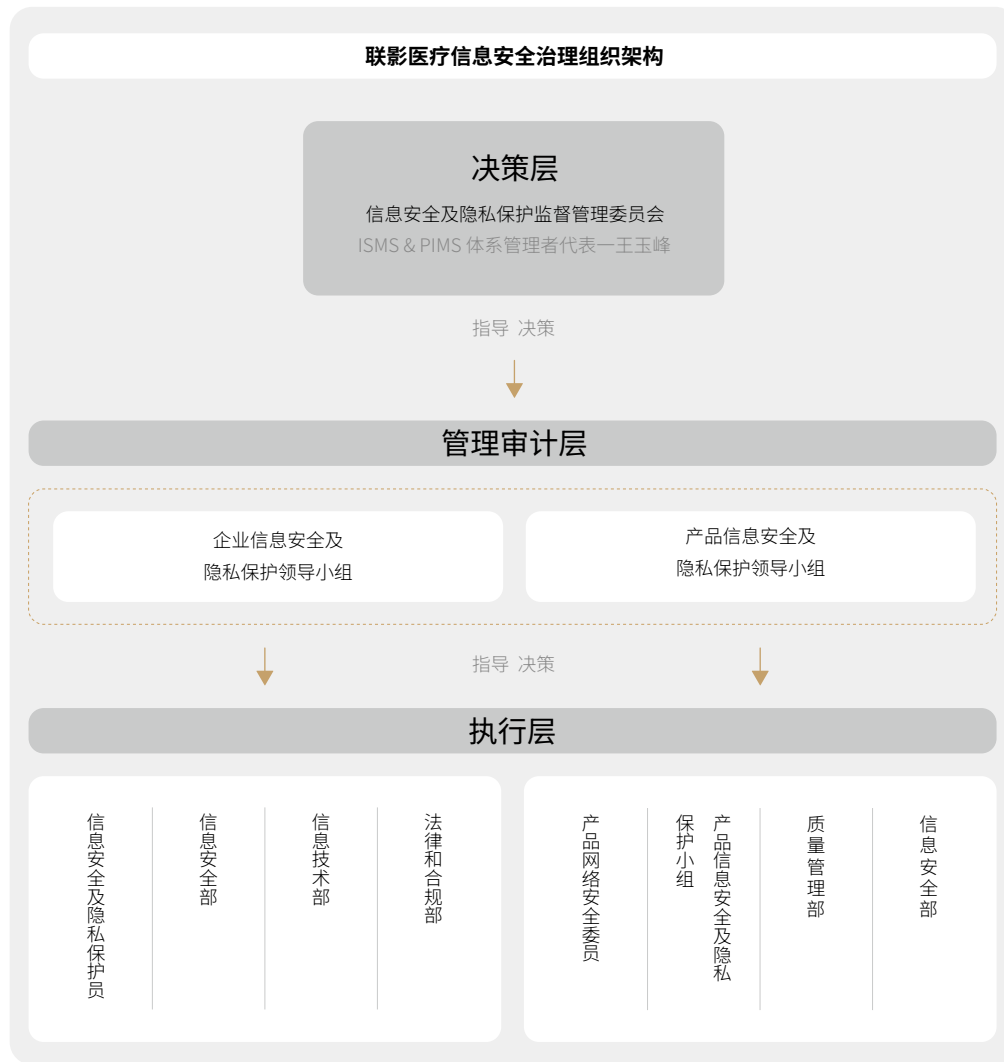 联影医疗信息安全治理组织架构
决策层
信息安全及隐私保护监督管理委员会
ISMS & PIMS 体系管理者代表一王玉峰
指导 决策
管理审计层
企业信息安全及
隐私保护领导小组
产品信息安全及
隐私保护领导小组
指导 决策
执行层
信息安全及隐私保护员
信息安全部
信息技术部
法律和合规部
产品网络安全委员
产品信息安全及隐私
保护小组
质量管理部
信息安全部